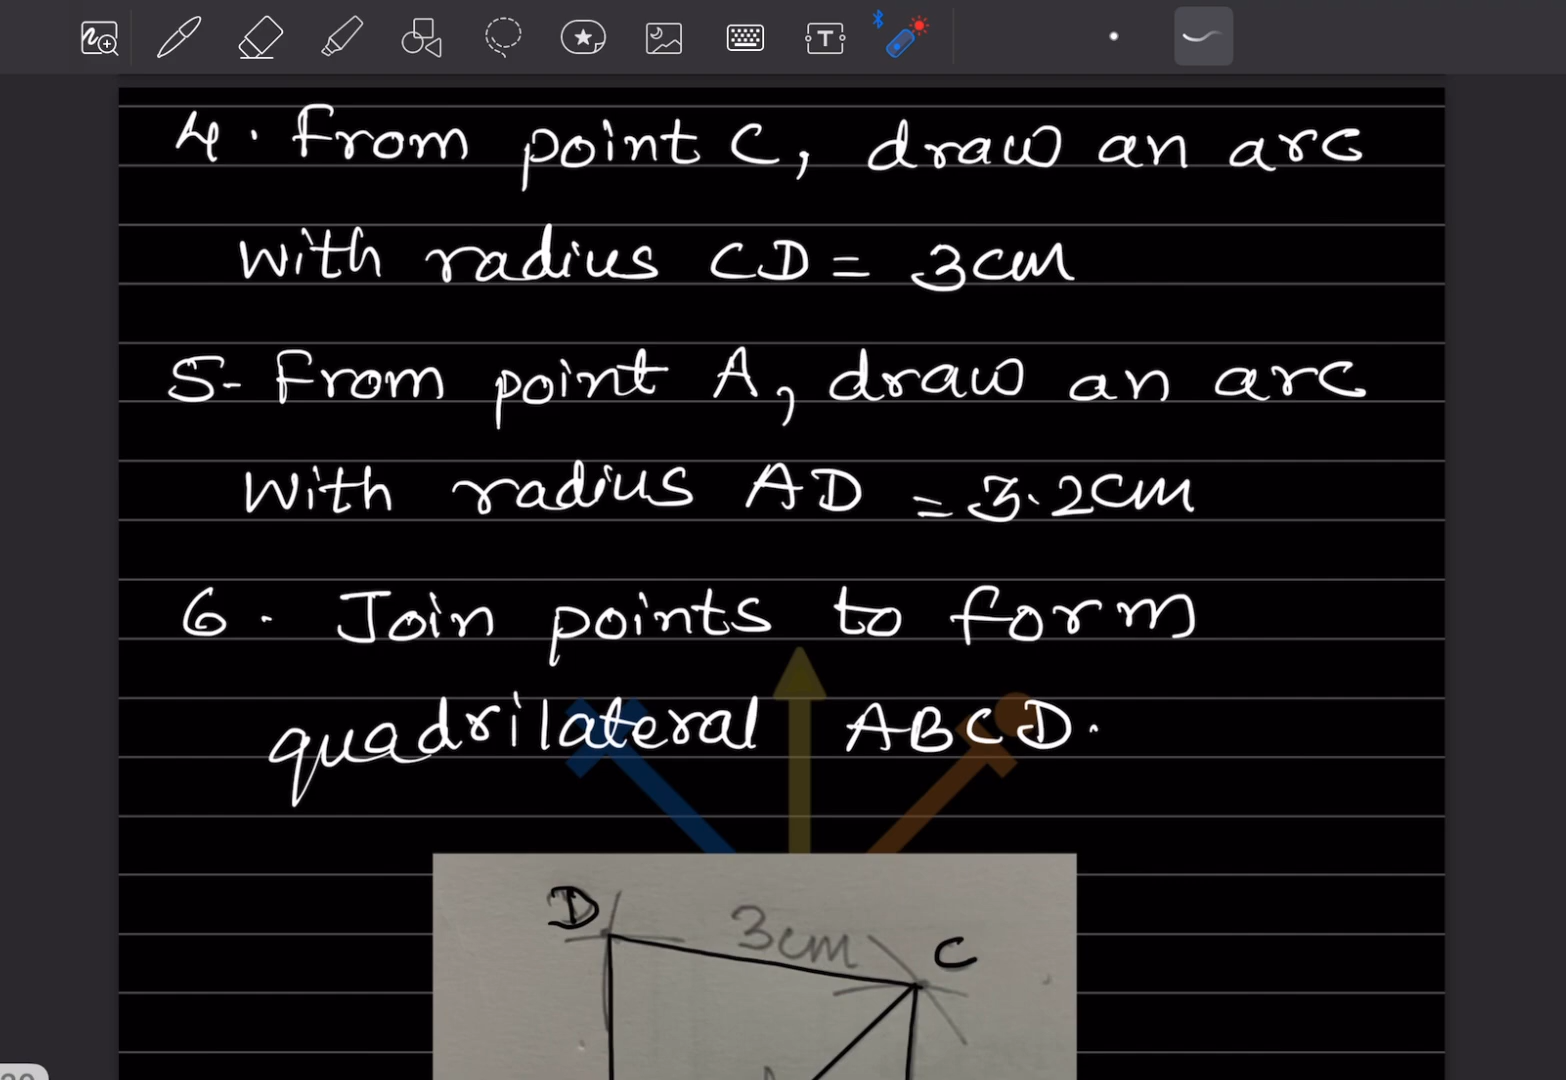 4. From point C, draw an arc
with radius CD = 3cm
5- From point A, draw an arc
with radius AD = 3.2cm
6. Join points to form
quadrilateral ABCD.
D 3cm C